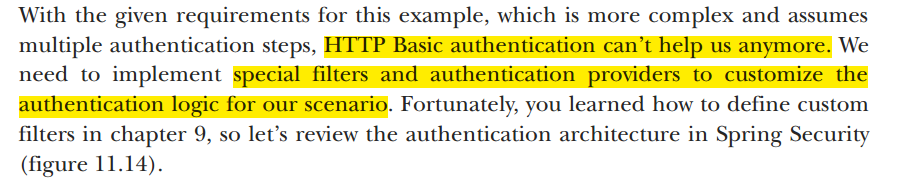 With the given requirements for this example, which is more complex and assumes
multiple authentication steps, HTTP Basic authentication can’t help us anymore. We
need to implement special filters and authentication providers to customize the
authentication logic for our scenario. Fortunately, you learned how to define custom
filters in chapter 9, so let’s review the authentication architecture in Spring Security
(figure 11.14).